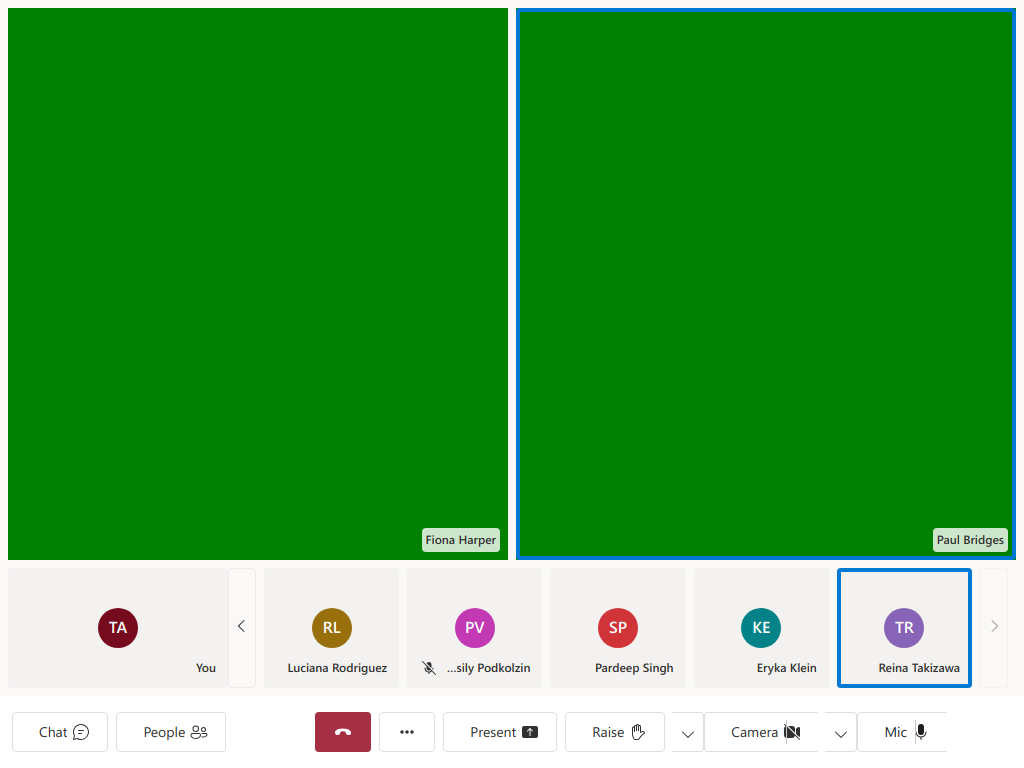 Fiona Harper
Paul Bridges
TA
You
RL
Luciana Rodriguez
PV
...sily Podkolzin
SP
Pardeep Singh
KE
Eryka Klein
TR
Reina Takizawa
Chat
People
Present
Raise
Camera
Mic